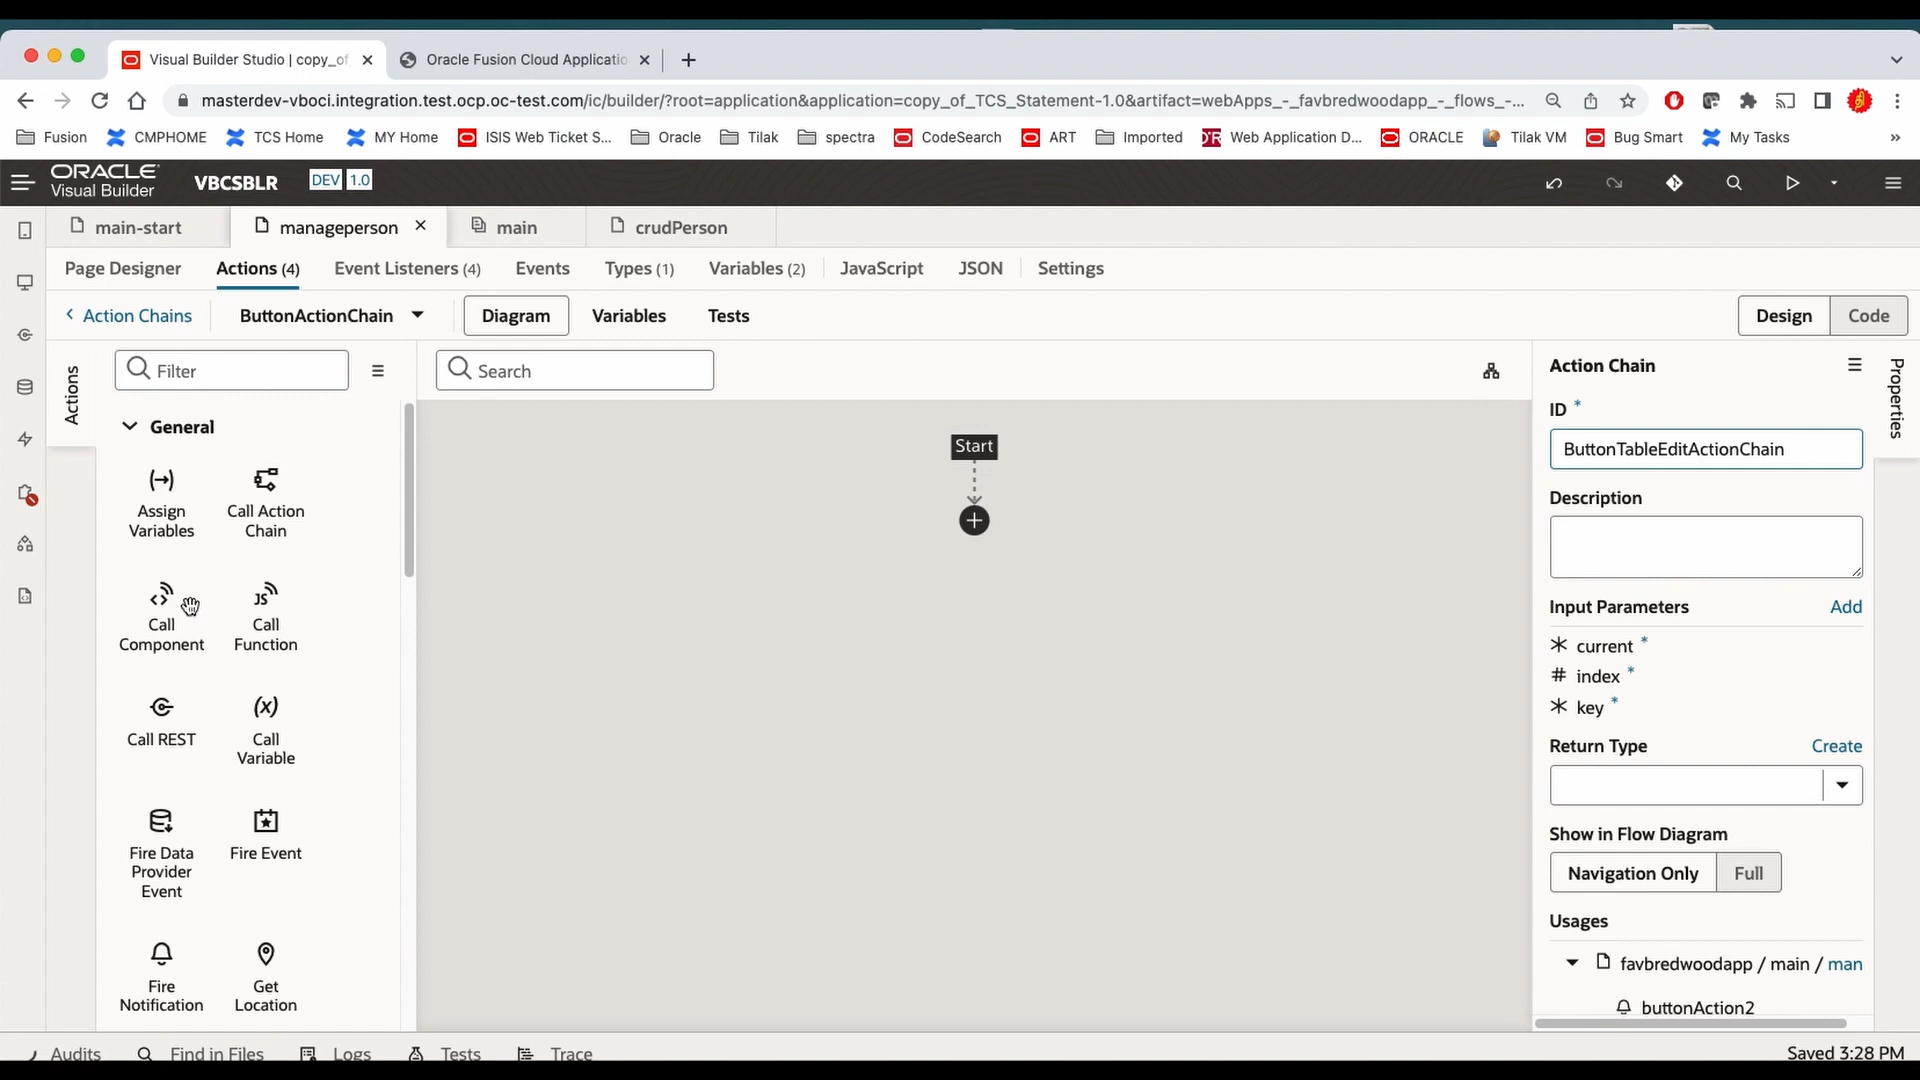 Visual Builder Studio | copy_of
Oracle Fusion Cloud Applicatio
masterdev-vboci.integration.test.ocp.oc-test.com/ic/builder/?root=application&application=copy_of_TCS_Statement-1.0&artifact=webApps_-_favbredwoodapp_-_flows_-...
Fusion
CMPHOME
TCS Home
MY Home
ISIS Web Ticket S...
Oracle
Tilak
spectra
CodeSearch
ART
Imported
Web Application D...
ORACLE
Tilak VM
Bug Smart
My Tasks
»
ORACLE
Visual Builder
VBCSBLR
DEV 1.0
main-start
manageperson
main
crudPerson
Page Designer
Actions (4)
Event Listeners (4)
Events
Types (1)
Variables (2)
JavaScript
JSON
Settings
Action Chains
ButtonActionChain
Diagram
Variables
Tests
Design
Code
Actions
Filter
Search
General
Assign
Variables
Call Action
Chain
Call
Component
Call
Function
Call REST
Call
Variable
Fire Data
Provider
Event
Fire Event
Fire
Notification
Get
Location
Start
Action Chain
Properties
ID *
ButtonTableEditActionChain
Description
Input Parameters
Add
current *
# index *
key *
Return Type
Create
Show in Flow Diagram
Navigation Only
Full
Usages
favbredwoodapp / main / man
buttonAction2
Audits
Find in Files
Logs
Tests
Trace
Saved 3:28 PM